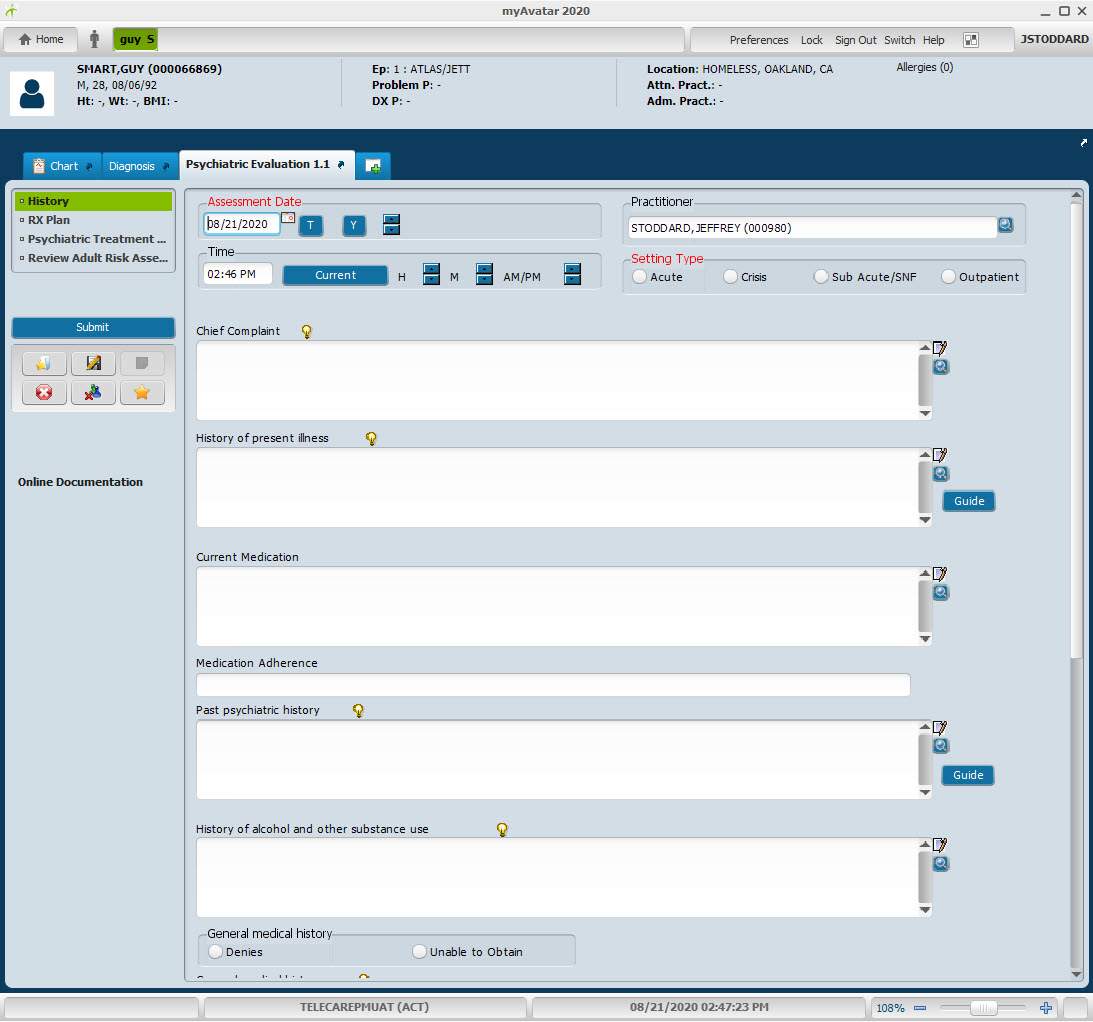 myAvatar 2020
Home
guy S
Preferences Lock Sign Out Switch Help
JSTODDARD
SMART,GUY (000066869)
M, 28, 08/06/92
Ht: -, Wt: -, BMI: -
Ep: 1 : ATLAS/JETT
Problem P: -
DX P: -
Location: HOMELESS, OAKLAND, CA
Attn. Pract.: -
Adm. Pract.: -
Allergies (0)
Chart
Diagnosis
Psychiatric Evaluation 1.1
History
RX Plan
Psychiatric Treatment ...
Review Adult Risk Asse...
Submit
Online Documentation
Assessment Date
08/21/2020
T
Y
Practitioner
STODDARD,JEFFREY (000980)
Time
02:46 PM
Current
H
M
AM/PM
Setting Type
Acute
Crisis
Sub Acute/SNF
Outpatient
Chief Complaint
History of present illness
Guide
Current Medication
Medication Adherence
Past psychiatric history
Guide
History of alcohol and other substance use
General medical history
Denies
Unable to Obtain
TELECAREPMUAT (ACT)
08/21/2020 02:47:23 PM
108%